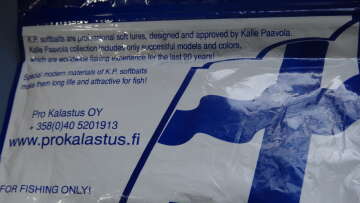 K.P. softbaits are professional soft lures, designed and approved by Kalle Paavola.
Kalle Paavola collection includes only successful models and colors,
which are worldwide fishing experience for the last 20 years!
Special modern materials of K.P. softbaits
make them long life and attractive for fish!
Pro Kalastus OY
+ 358(0)40 5201913
www.prokalastus.fi
FOR FISHING ONLY!